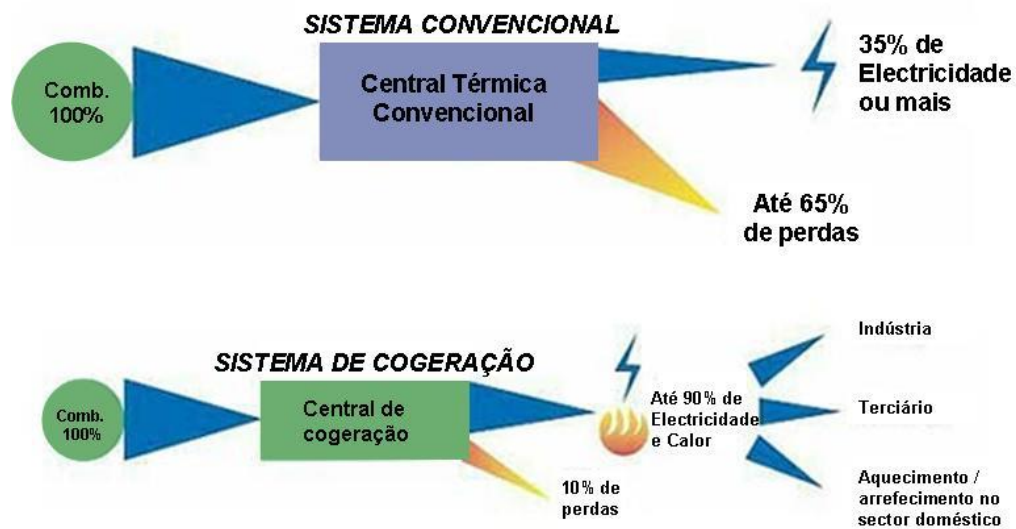 SISTEMA CONVENCIONAL
Comb.
100%
Central Térmica
Convencional
35% de
Electricidade
ou mais
Até 65%
de perdas
SISTEMA DE COGERAÇÃO
Comb.
100%
Central de
cogeração
10% de
perdas
Até 90% de
Electricidade
e Calor
Indústria
Terciário
Aquecimento /
arrefecimento no
sector doméstico